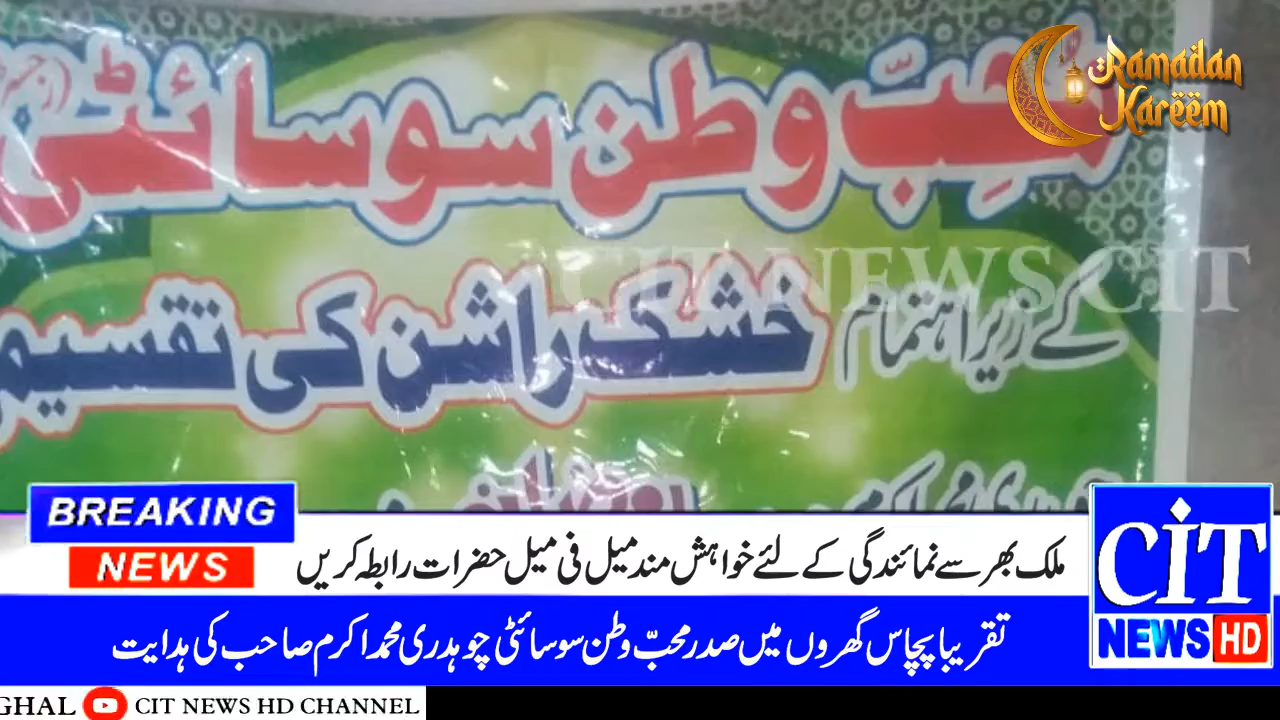 Ramadan
Kareëm
مُحِبّ وطن سوسائٹی
CIT NEWS CIT
کے زیر اہتمام خشک راشن کی تقسیم
BREAKING
NEWS
ملک بھر سے نمائندگی کے لئے خواہش مند میل فی میل حضرات رابطہ کریں
CiT
NEWS HD
تقریبا پچاس گھروں میں صدر محبّ وطن سوسائٹی چوہدری محمد اکرم صاحب کی ہدایت
GHAL CIT NEWS HD CHANNEL